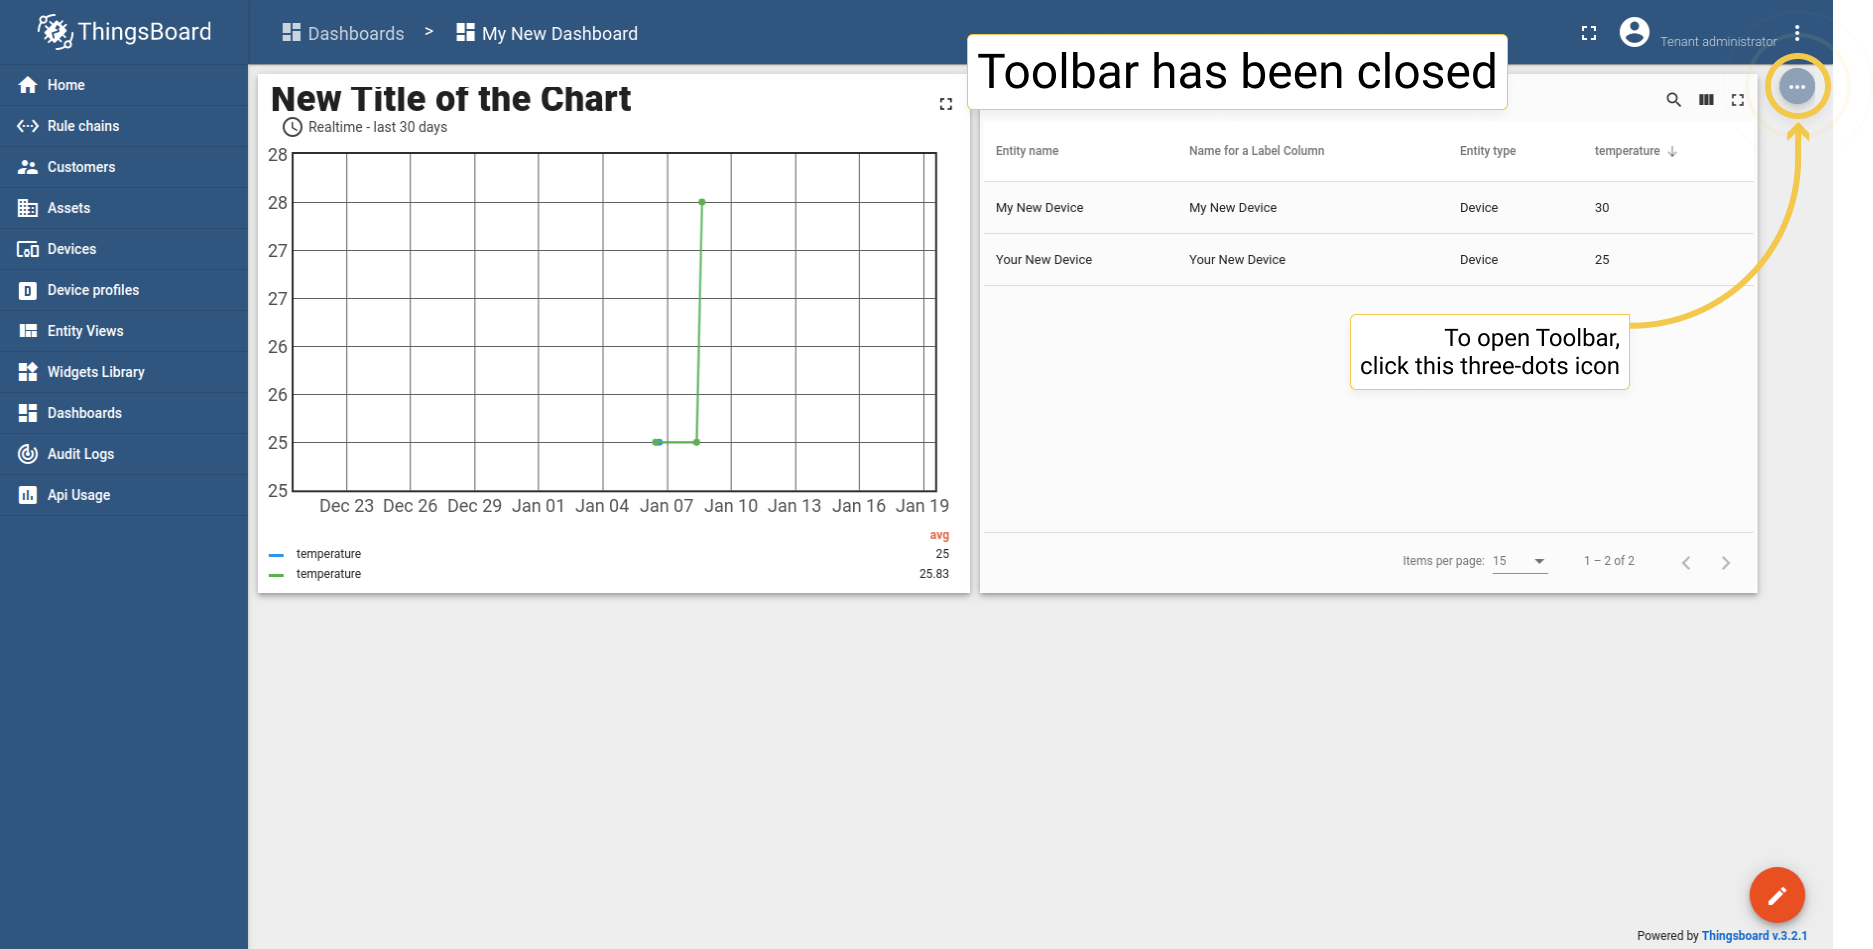 ThingsBoard
Dashboards > My New Dashboard
Tenant administrator
Toolbar has been closed
Home
Rule chains
Customers
Assets
Devices
Device profiles
Entity Views
Widgets Library
Dashboards
Audit Logs
Api Usage
New Title of the Chart
Realtime - last 30 days
28
28
27
27
26
26
25
25
Dec 23 Dec 26 Dec 29 Jan 01 Jan 04 Jan 07 Jan 10 Jan 13 Jan 16 Jan 19
avg
temperature 25
temperature 25.83
Entity name Name for a Label Column Entity type temperature
My New Device My New Device Device 30
Your New Device Your New Device Device 25
To open Toolbar,
click this three-dots icon
Items per page: 15 1 – 2 of 2
Powered by Thingsboard v.3.2.1